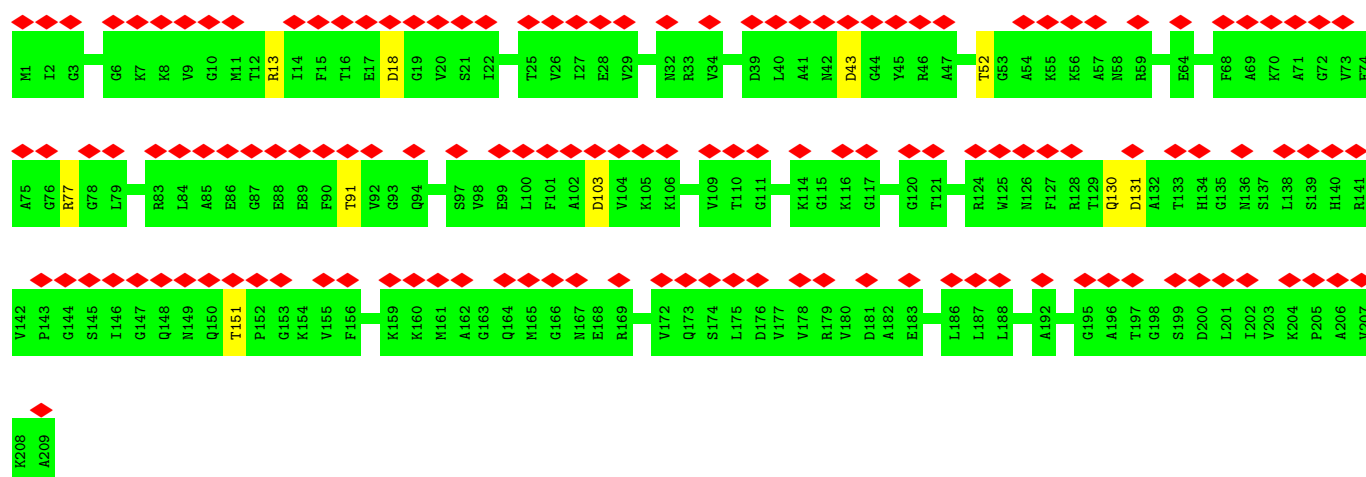 M1 I2 G3 G6 K7 K8 V9 G10 M11 T12 R13 I14 F15 T16 E17 D18 G19 V20 S21 I22 T25 V26 I27 E28 V29 N32 R33 V34 D39 L40 A41 N42 D43 G44 Y45 R46 A47 T52 G53 A54 K55 K56 A57 N58 R59 E64 F68 A69 K70 A71 G72 V73 E74
A75 G76 R77 G78 L79 R83 L84 A85 E86 G87 E88 E89 F90 T91 V92 G93 Q94 S97 V98 E99 L100 F101 A102 D103 V104 K105 K106 V109 T110 G111 K114 G115 K116 G117 G120 T121 R124 W125 N126 F127 R128 T129 Q130 D131 A132 T133 H134 G135 N136 S137 L138 S139 H140 R141
V142 P143 G144 S145 I146 G147 Q148 N149 Q150 T151 P152 G153 K154 V155 F156 K159 K160 M161 A162 G163 Q164 M165 G166 N167 E168 R169 V172 Q173 S174 L175 D176 V177 V178 R179 V180 D181 A182 E183 L186 L187 L188 A192 G195 A196 T197 G198 S199 D200 L201 I202 V203 K204 P205 A206 V207
K208 A209